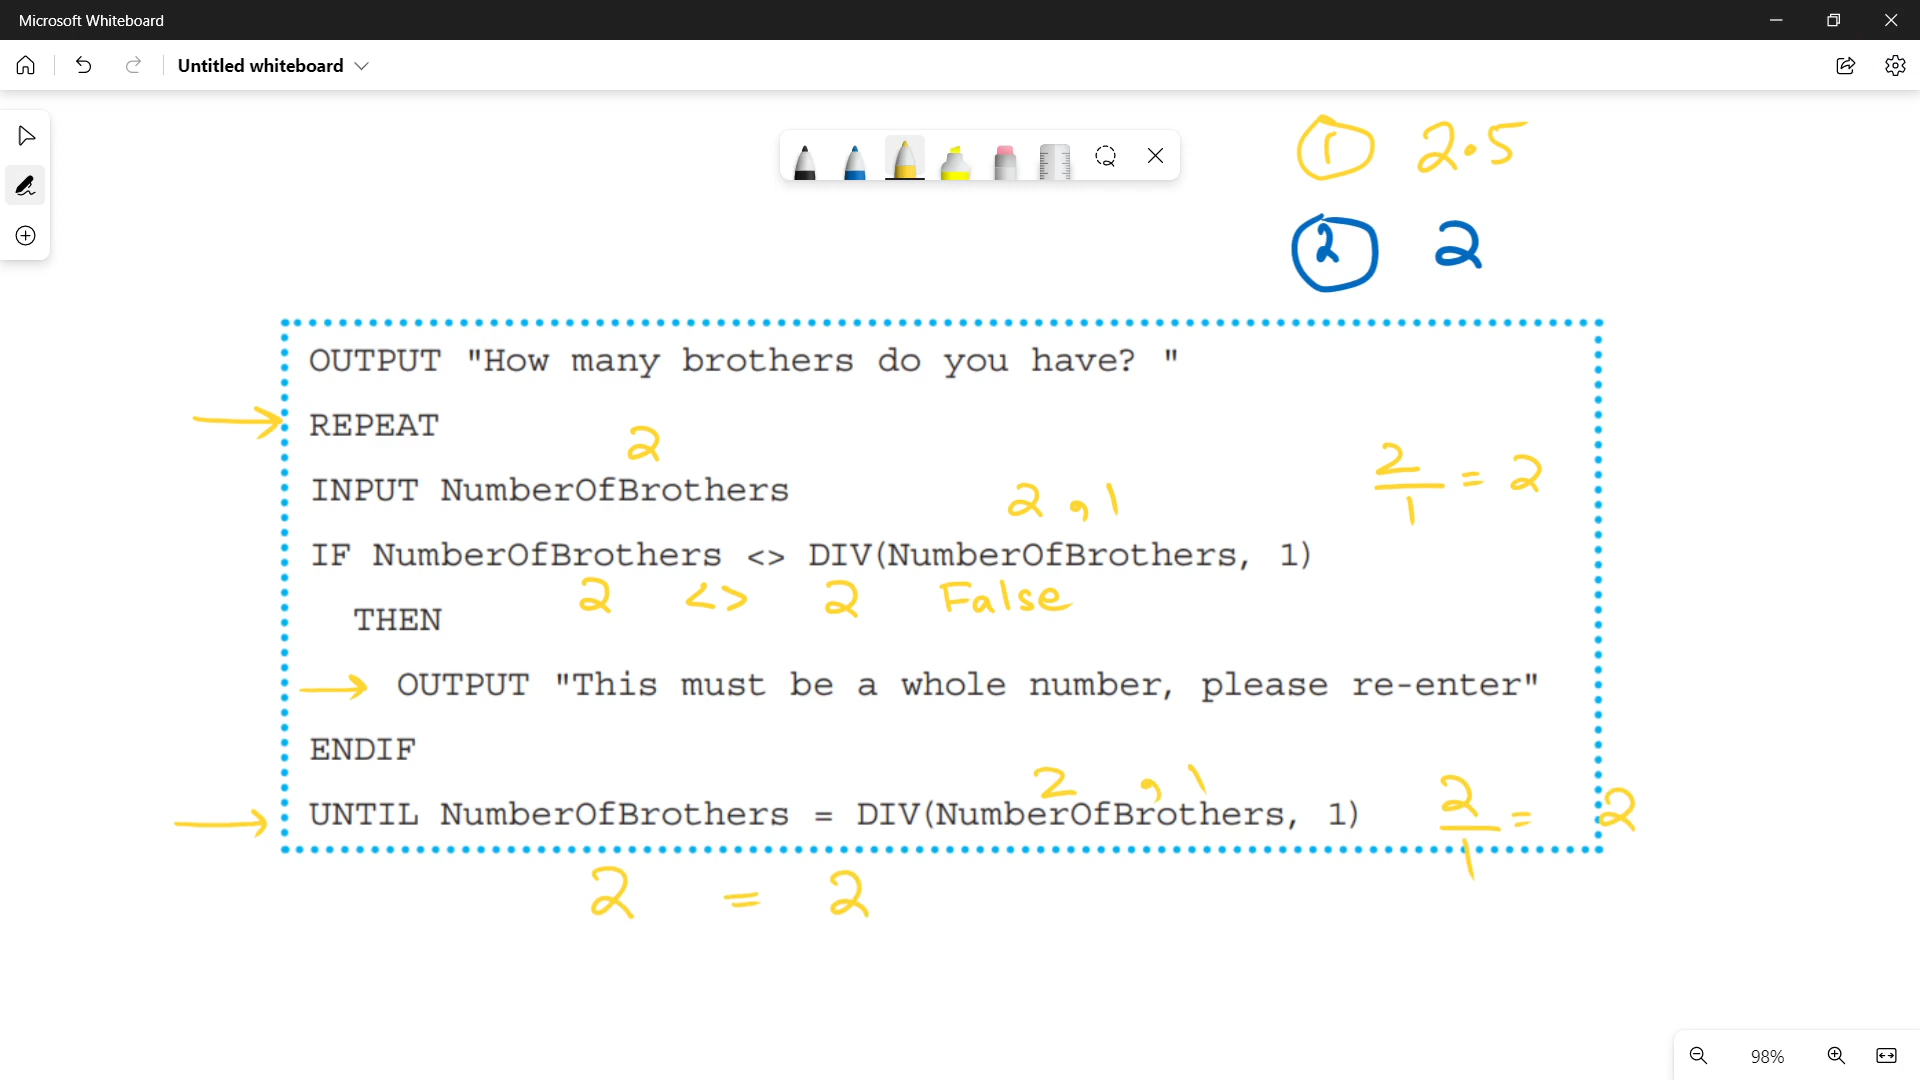 Microsoft Whiteboard
Untitled whiteboard
1 2.5
2 2
OUTPUT "How many brothers do you have? "
REPEAT
2
INPUT NumberOfBrothers
2/1 = 2
2 , 1
IF NumberOfBrothers <> DIV(NumberOfBrothers, 1)
2 <> 2 False
THEN
OUTPUT "This must be a whole number, please re-enter"
ENDIF
2 , 1
UNTIL NumberOfBrothers = DIV(NumberOfBrothers, 1)
2/1 = 2
2 = 2
98%